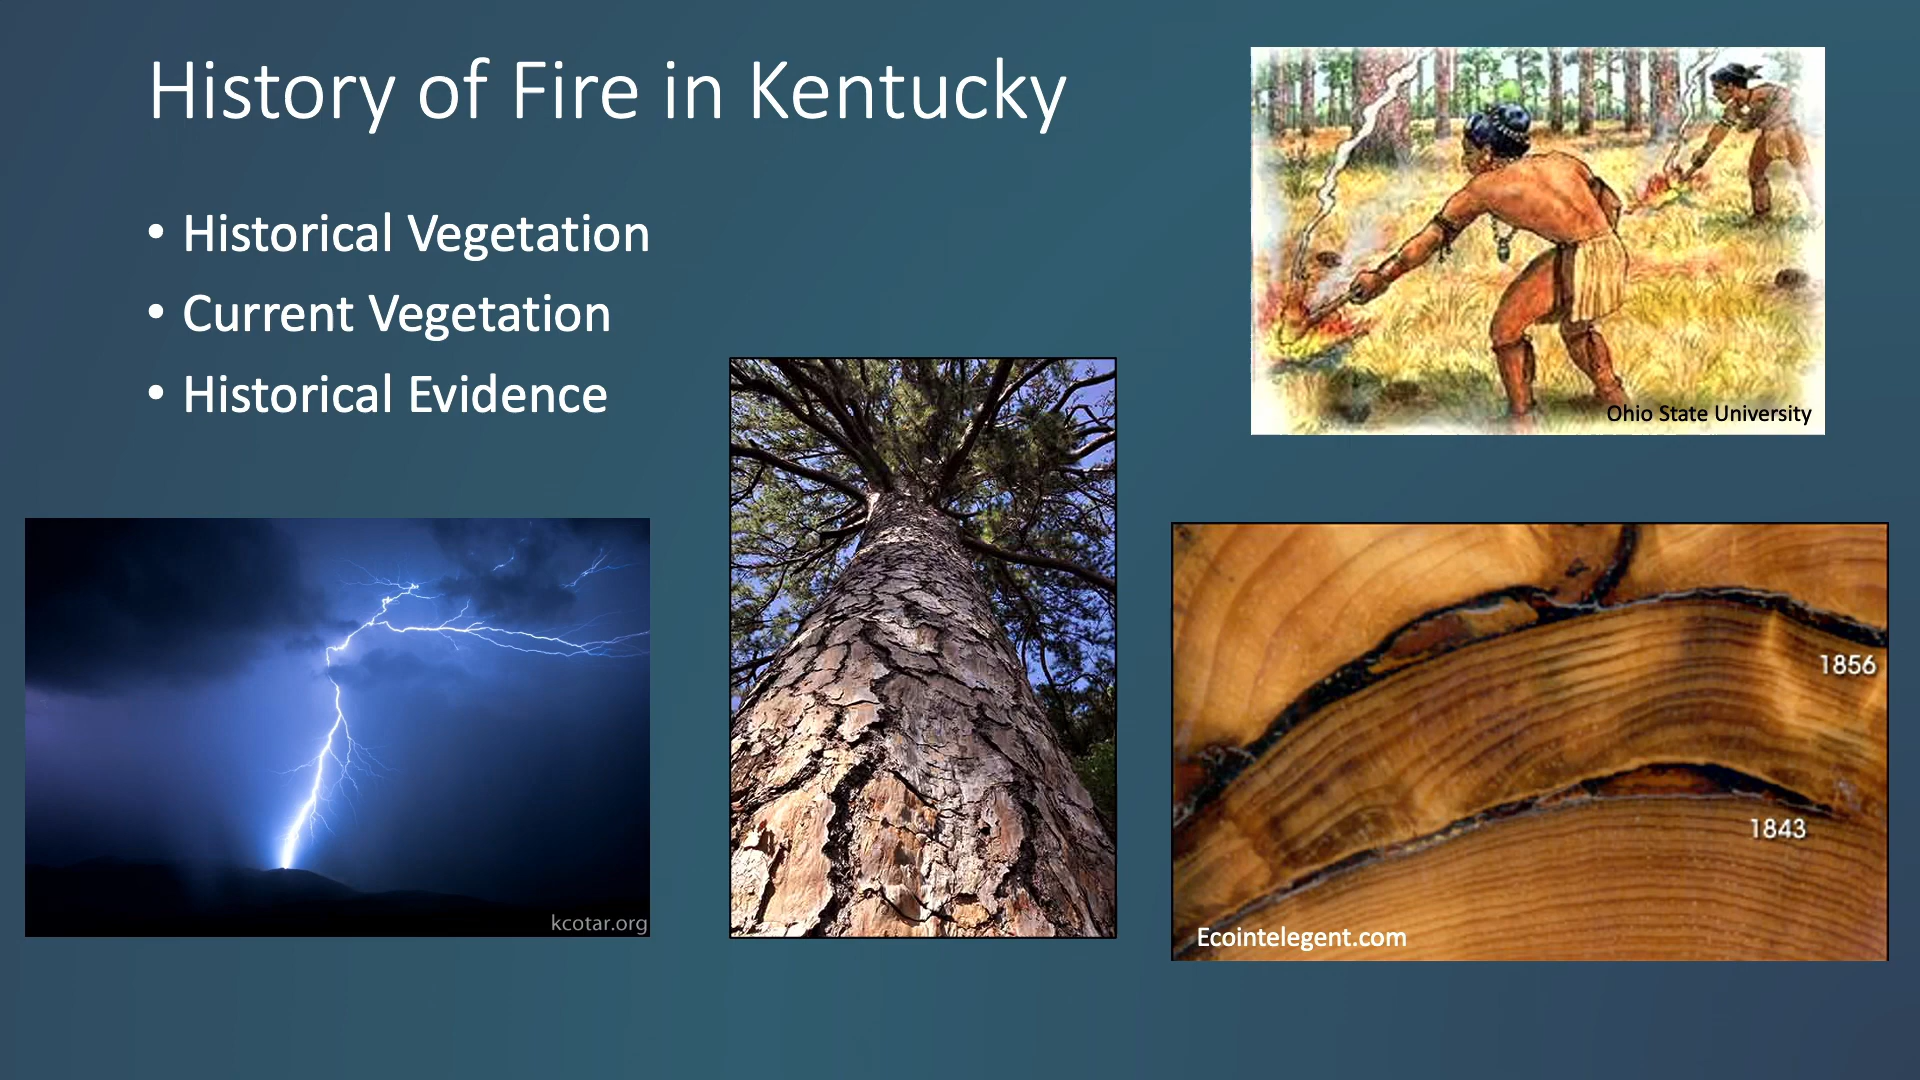 History of Fire in Kentucky
• Historical Vegetation
• Current Vegetation
• Historical Evidence
Ohio State University
kcotar.org
1856
1843
Ecointelegent.com